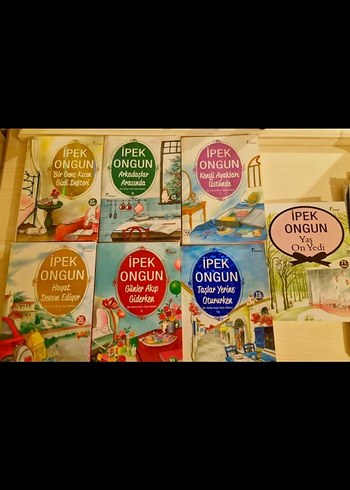 İPEK
ONGUN
Bir Genç Kızın
Gizli Defteri
İPEK
ONGUN
Arkadaşlar
Arasında
İPEK
ONGUN
Kendi Ayakları
Üstünde
İPEK
ONGUN
Yaş
On Yedi
İPEK
ONGUN
Hayat
Devam Ediyor
İPEK
ONGUN
Günler Akıp
Giderken
İPEK
ONGUN
Taşlar Yerine
Otururken